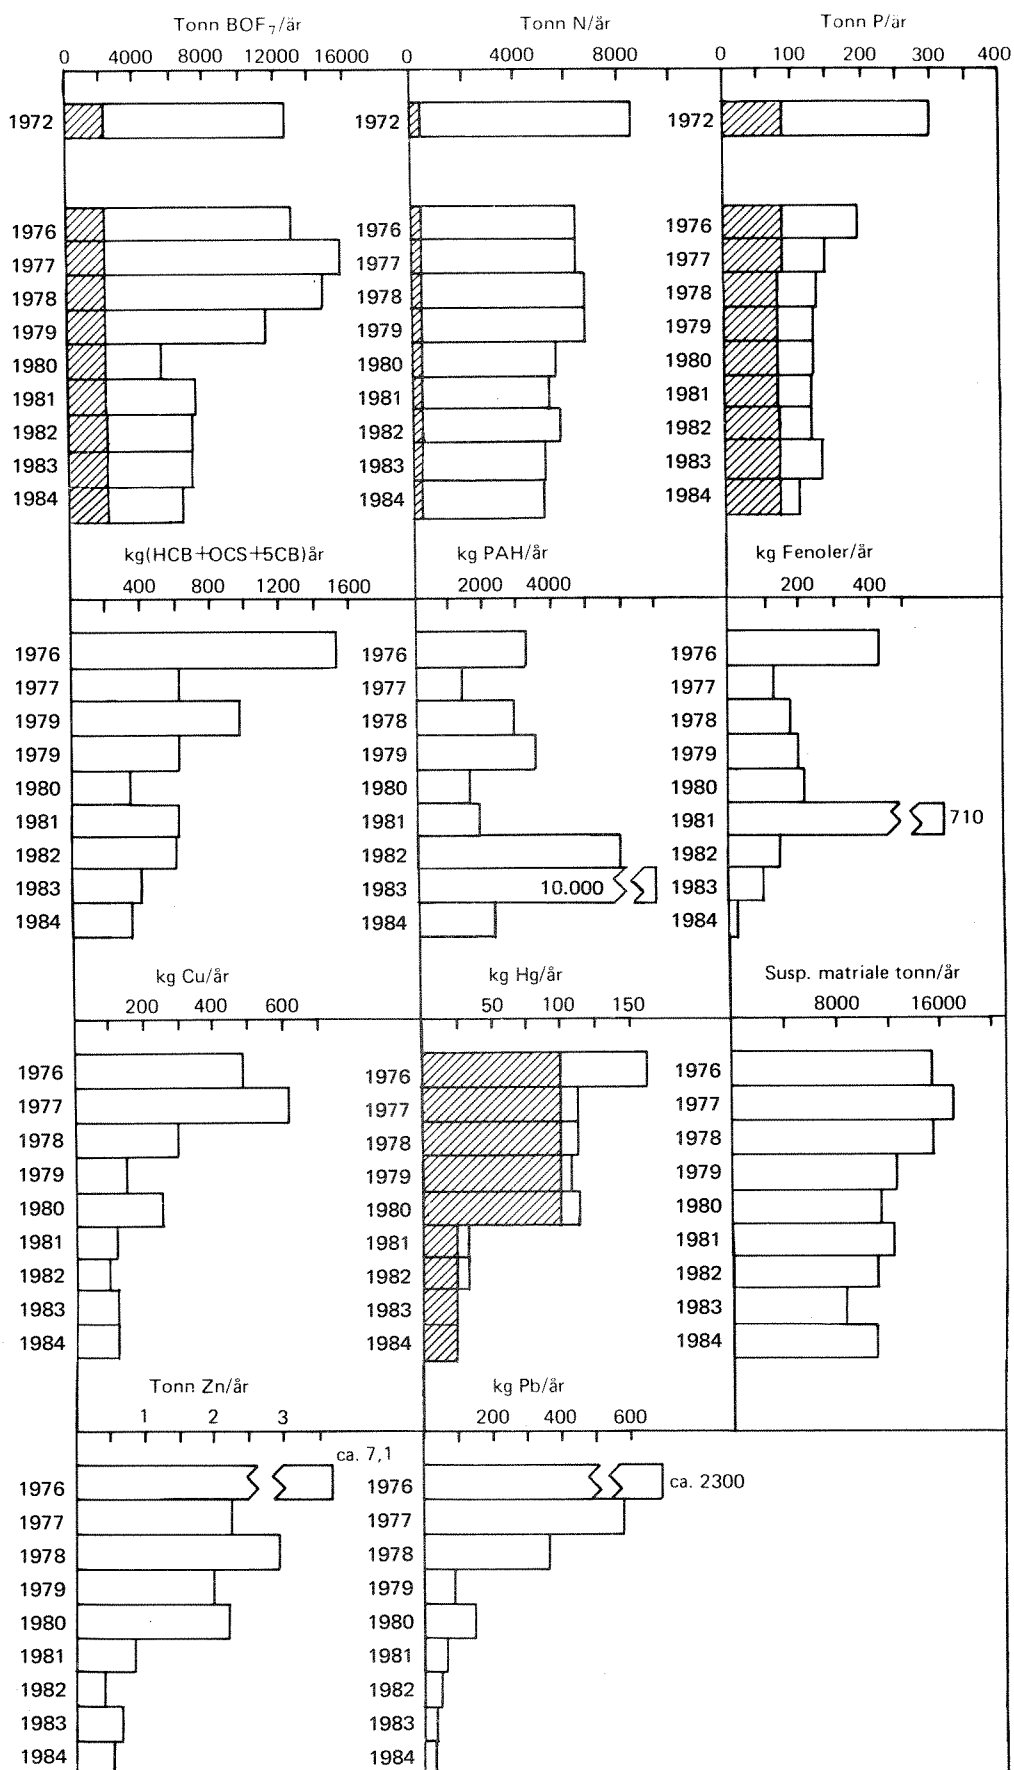 Tonn BOF7/är Tonn N/år Tonn P/år
0 4000 8000 12000 16000 0 4000 8000 0 100 200 300 400
1972 1972 1972
1976 1976 1976
1977 1977 1977
1978 1978 1978
1979 1979 1979
1980 1980 1980
1981 1981 1981
1982 1982 1982
1983 1983 1983
1984 1984 1984
kg(HCB+OCS+5CB)år kg PAH/år kg Fenoler/år
400 800 1200 1600 2000 4000 200 400
1976 1976 1976
1977 1977 1977
1979 1978 1978
1979 1979 1979
1980 1980 1980
1981 1981 1981 710
1982 1982 1982
1983 1983 10.000 1983
1984 1984 1984
kg Cu/år kg Hg/år Susp. matriale tonn/år
200 400 600 50 100 150 8000 16000
1976 1976 1976
1977 1977 1977
1978 1978 1978
1979 1979 1979
1980 1980 1980
1981 1981 1981
1982 1982 1982
1983 1983 1983
1984 1984 1984
Tonn Zn/år kg Pb/år
1 2 3 200 400 600
1976 ca. 7,1 1976 ca. 2300
1977 1977
1978 1978
1979 1979
1980 1980
1981 1981
1982 1982
1983 1983
1984 1984